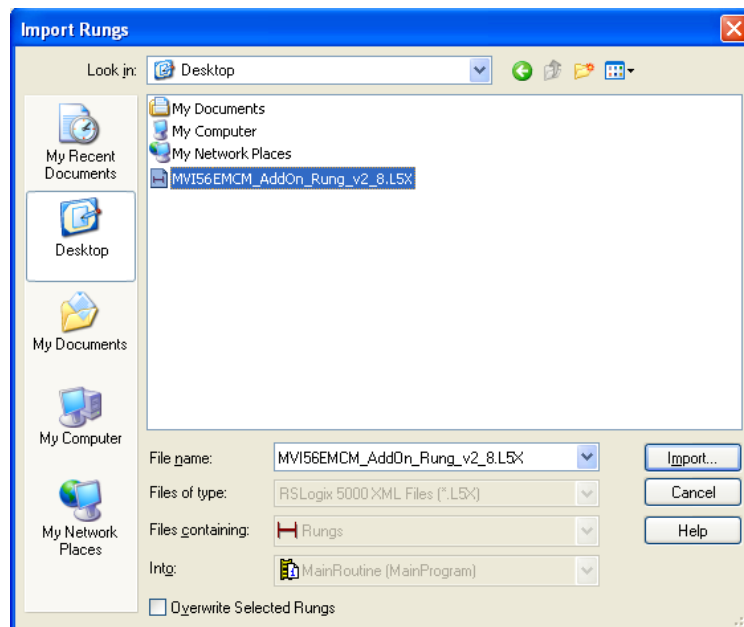 Import Rungs
Look in:
Desktop
My Recent
Documents
Desktop
My Documents
My Computer
My Network
Places
My Documents
My Computer
My Network Places
MVI56EMCM_AddOn_Rung_v2_8.L5X
File name:
MVI56EMCM_AddOn_Rung_v2_8.L5X
Import...
Files of type:
RSLogix 5000 XML Files (*.L5X)
Cancel
Files containing:
Rungs
Help
Into:
MainRoutine (MainProgram)
Overwrite Selected Rungs